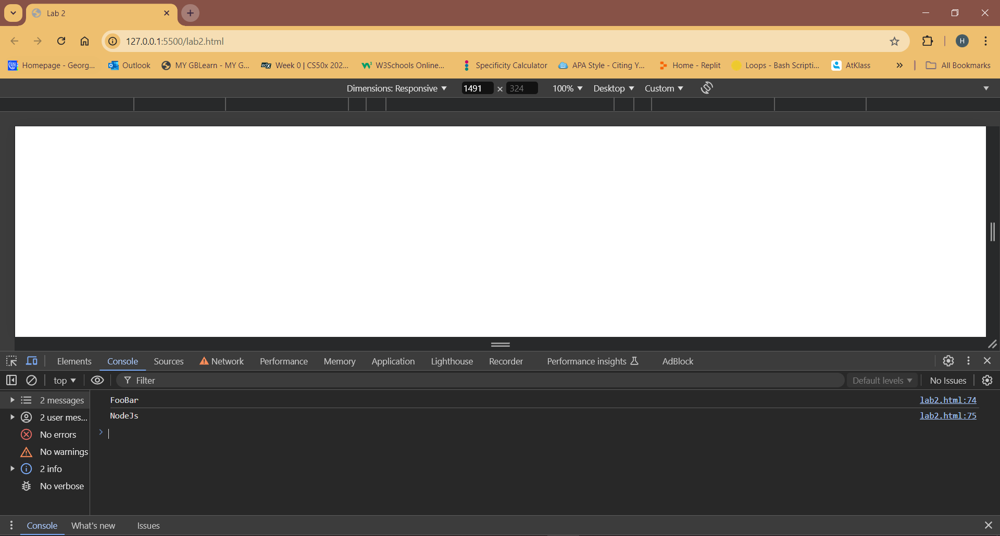 Lab 2
127.0.0.1:5500/lab2.html
Homepage - Georg... Outlook MY GBLearn - MY G... edX Week 0 | CS50x 202... W3Schools Online... Specificity Calculator APA Style - Citing Y... Home - Replit Loops - Bash Scripti... AtKlass » All Bookmarks
H
Dimensions: Responsive 1491 × 324 100% Desktop Custom
Elements Console Sources Network Performance Memory Application Lighthouse Recorder Performance insights AdBlock
top Filter Default levels No Issues
2 messages
2 user mes...
No errors
No warnings
2 info
No verbose
FooBar lab2.html:74
NodeJs lab2.html:75
Console What's new Issues